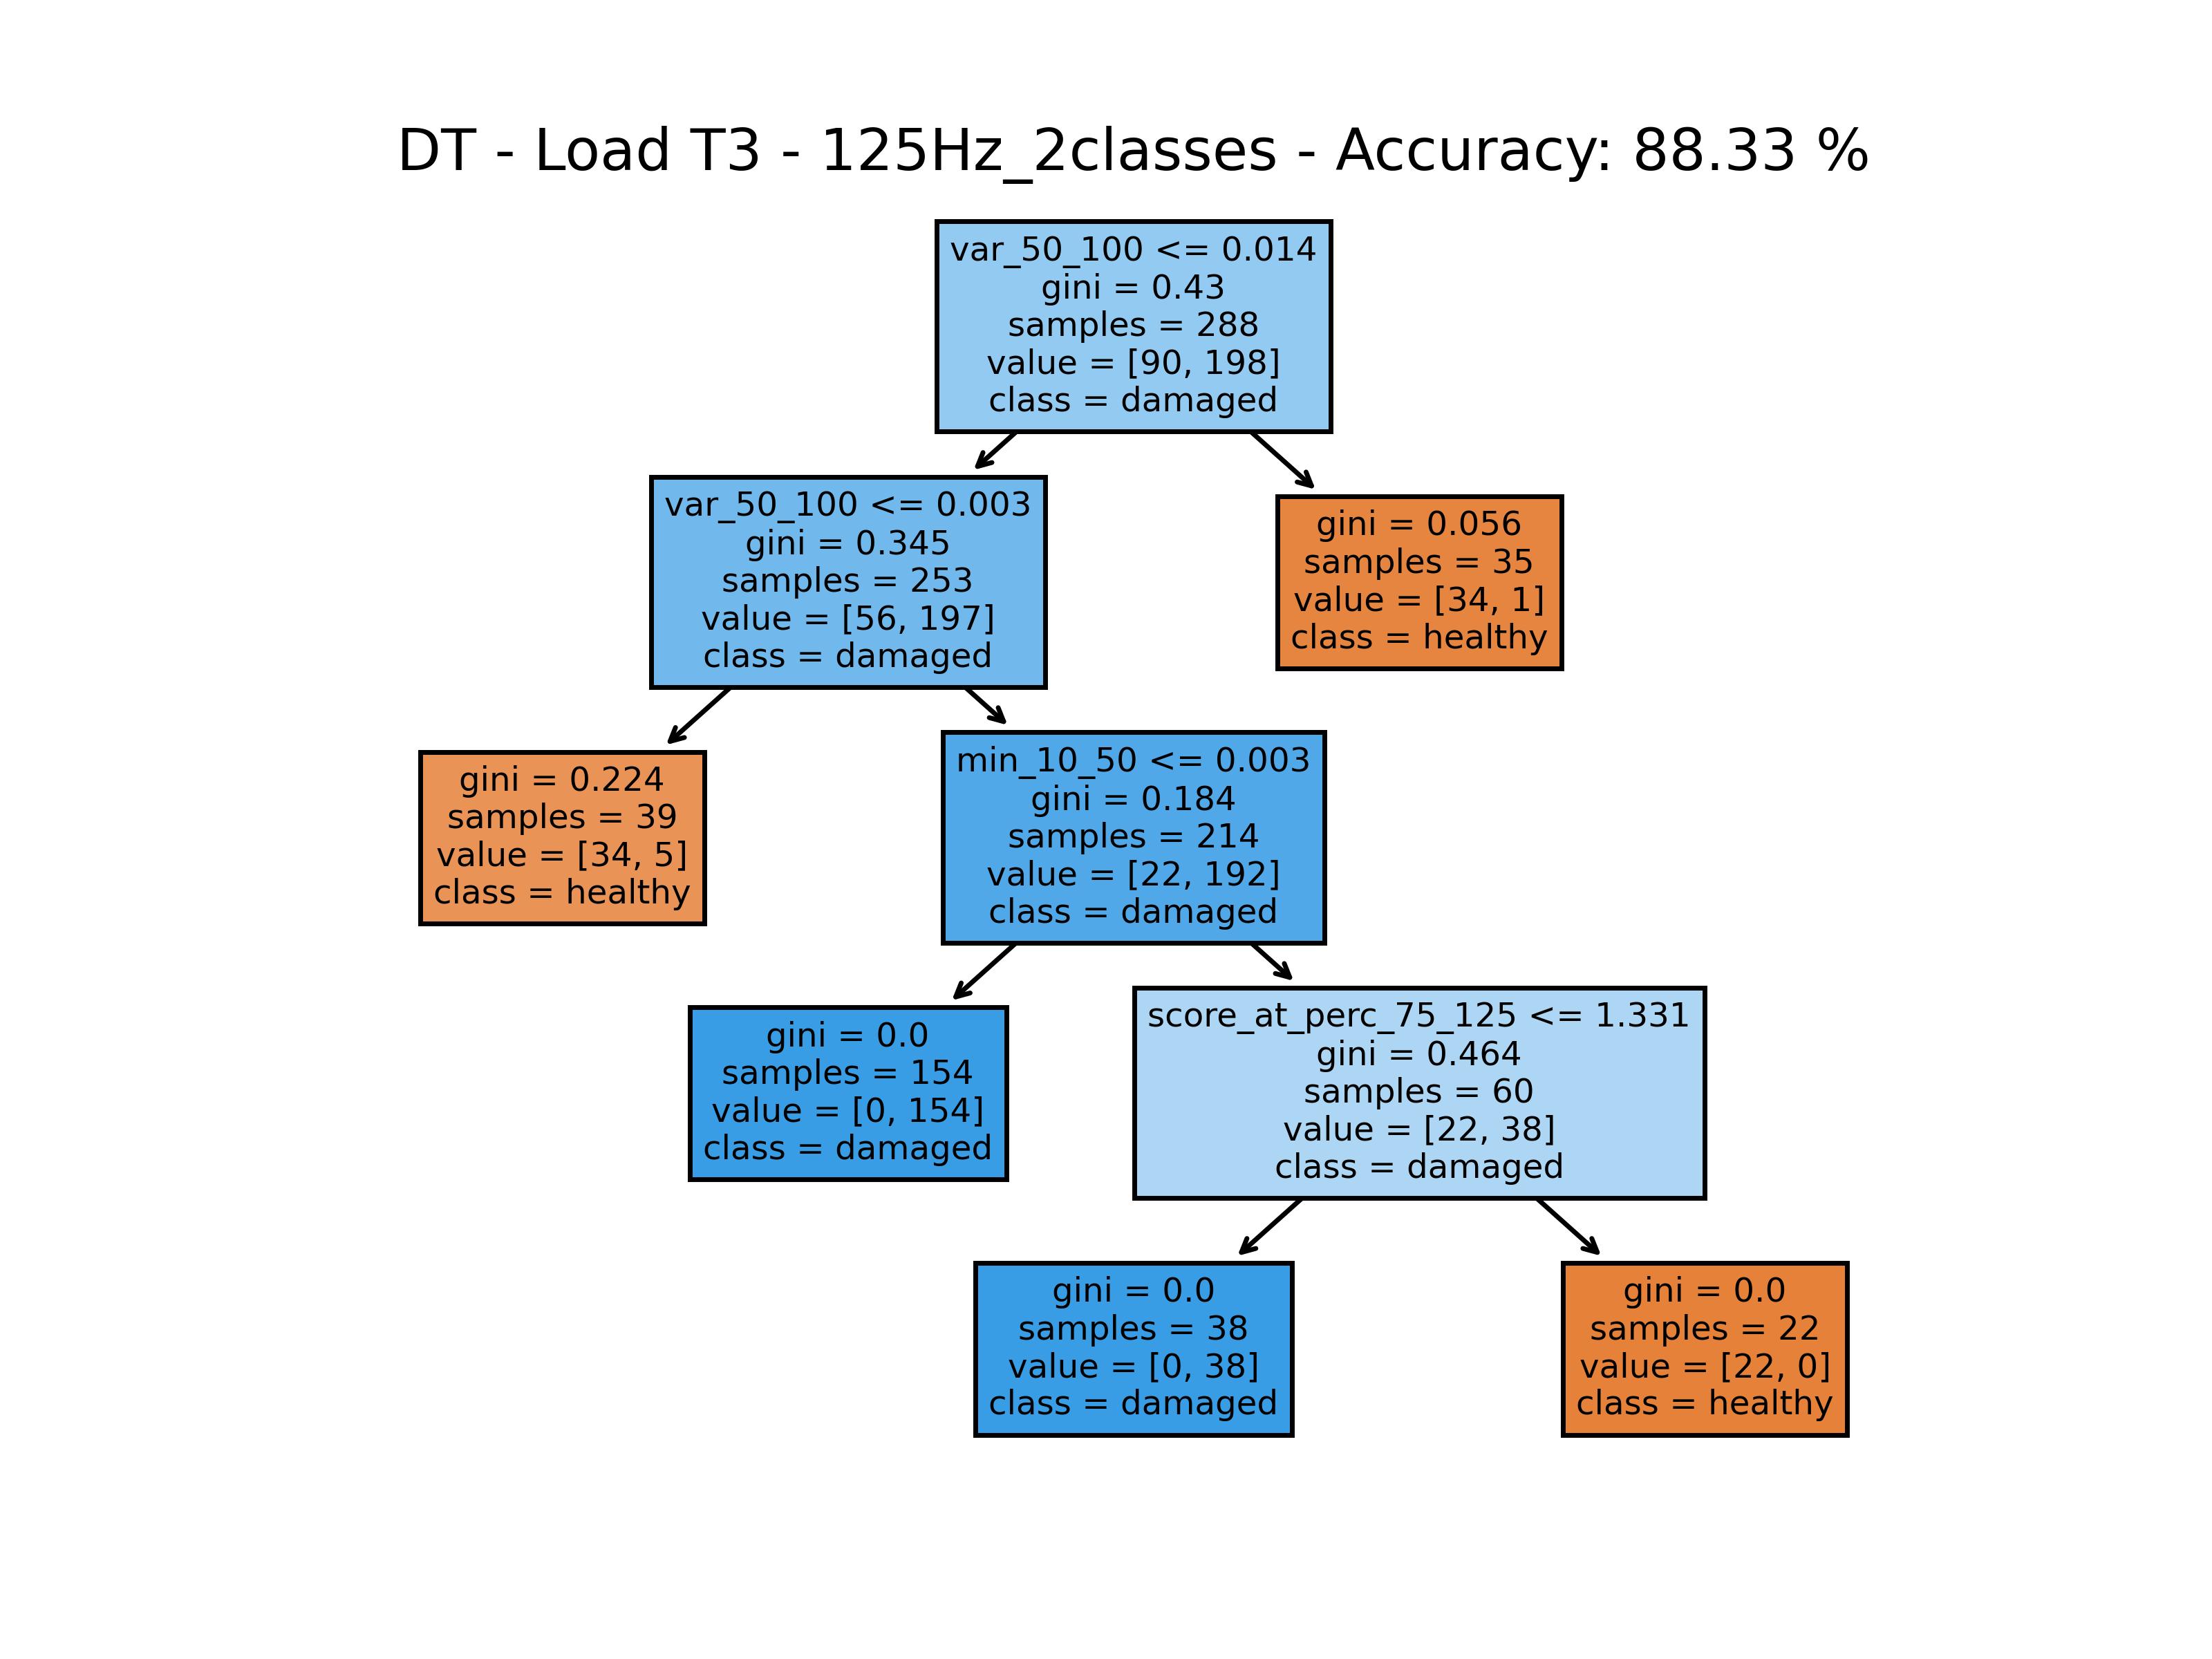 DT - Load T3 - 125Hz_2classes - Accuracy: 88.33 %
var_50_100 <= 0.014
gini = 0.43
samples = 288
value = [90, 198]
class = damaged
var_50_100 <= 0.003
gini = 0.345
samples = 253
value = [56, 197]
class = damaged
gini = 0.056
samples = 35
value = [34, 1]
class = healthy
gini = 0.224
samples = 39
value = [34, 5]
class = healthy
min_10_50 <= 0.003
gini = 0.184
samples = 214
value = [22, 192]
class = damaged
gini = 0.0
samples = 154
value = [0, 154]
class = damaged
score_at_perc_75_125 <= 1.331
gini = 0.464
samples = 60
value = [22, 38]
class = damaged
gini = 0.0
samples = 38
value = [0, 38]
class = damaged
gini = 0.0
samples = 22
value = [22, 0]
class = healthy